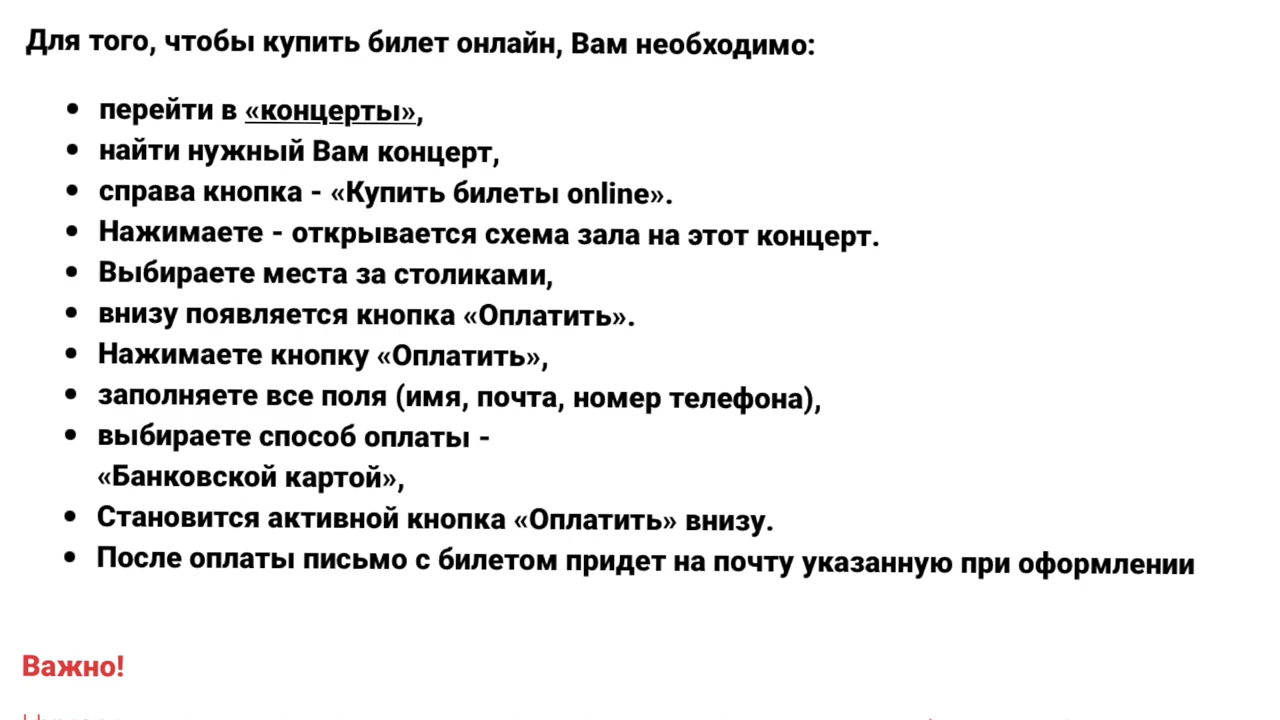 Для того, чтобы купить билет онлайн, Вам необходимо:
• перейти в «концерты»,
• найти нужный Вам концерт,
• справа кнопка - «Купить билеты online».
• Нажимаете - открывается схема зала на этот концерт.
• Выбираете места за столиками,
• внизу появляется кнопка «Оплатить».
• Нажимаете кнопку «Оплатить»,
• заполняете все поля (имя, почта, номер телефона),
• выбираете способ оплаты -
«Банковской картой»,
• Становится активной кнопка «Оплатить» внизу.
• После оплаты письмо с билетом придет на почту указанную при оформлении
Важно!